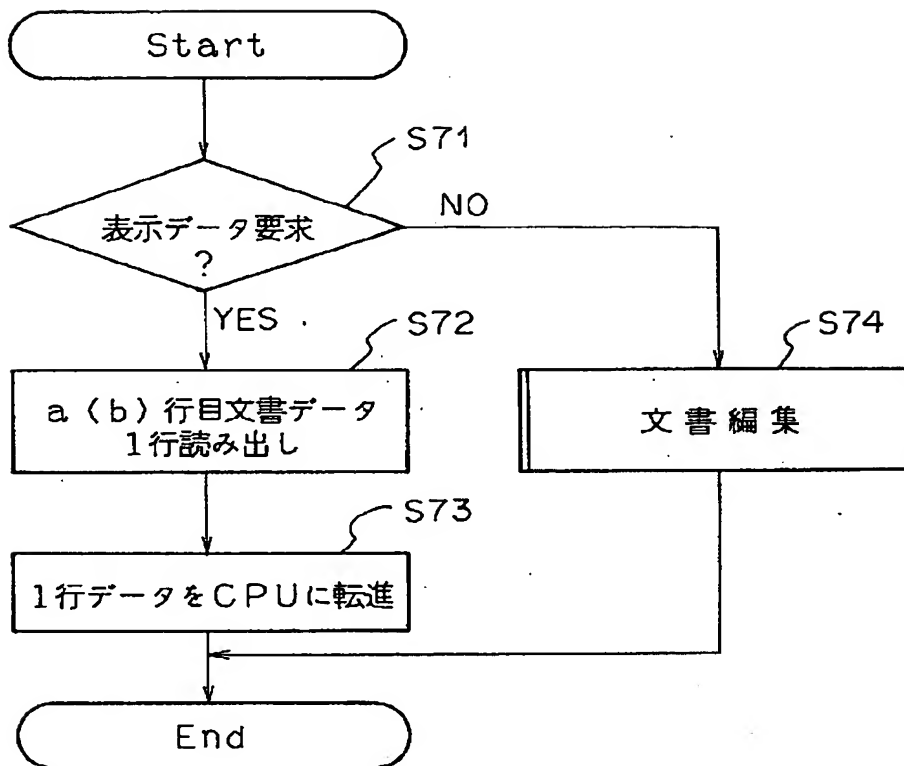 Start
S71
表示データ要求
?
NO
YES
S72
a(b)行目文書データ
1行読み出し
S74
文書編集
S73
1行データをCPUに転進
End